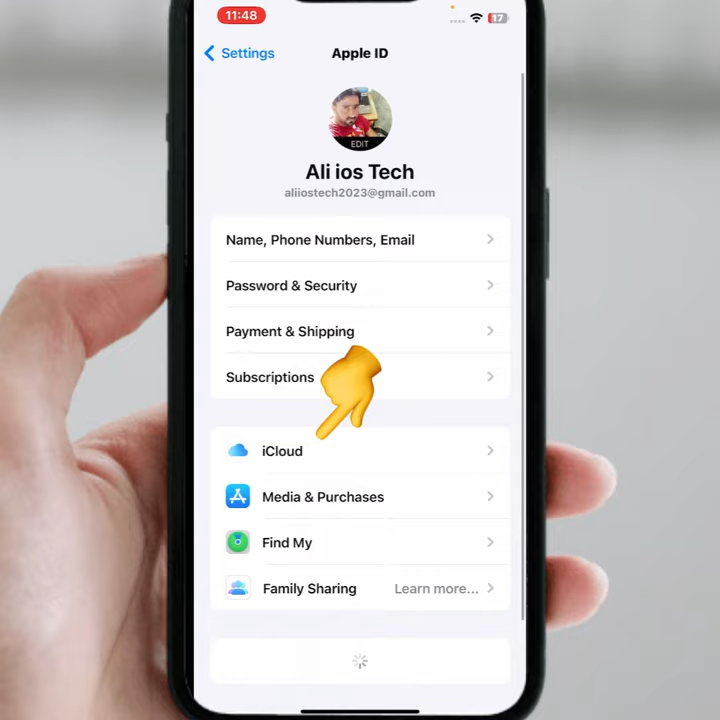 11:48
17
Settings
Apple ID
EDIT
Ali ios Tech
aliiostech2023@gmail.com
Name, Phone Numbers, Email
Password & Security
Payment & Shipping
Subscriptions
iCloud
Media & Purchases
Find My
Family Sharing Learn more...